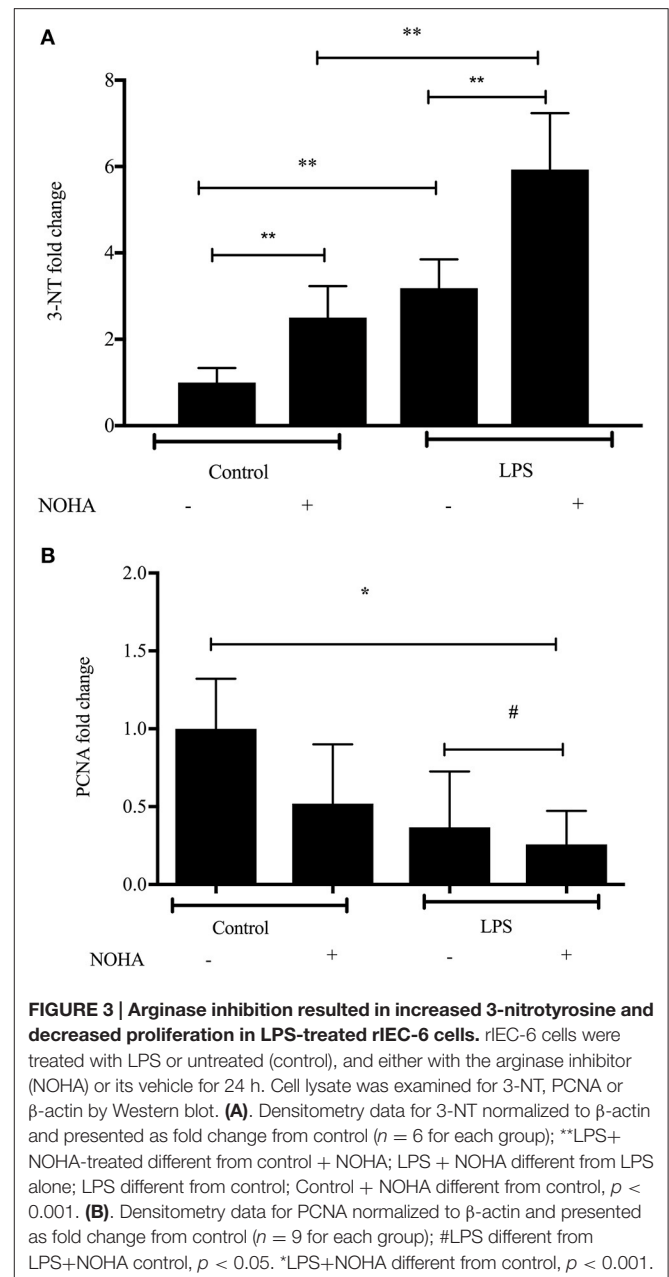 A
**
8
**
6
**
4
**
2
0
3-NT fold change
Control LPS
NOHA - + - +
B
2.0
*
1.5
#
1.0
0.5
0.0
PCNA fold change
Control LPS
NOHA - + - +
FIGURE 3 | Arginase inhibition resulted in increased 3-nitrotyrosine and
decreased proliferation in LPS-treated rIEC-6 cells. rIEC-6 cells were
treated with LPS or untreated (control), and either with the arginase inhibitor
(NOHA) or its vehicle for 24 h. Cell lysate was examined for 3-NT, PCNA or
β-actin by Western blot. (A). Densitometry data for 3-NT normalized to β-actin
and presented as fold change from control (n = 6 for each group); **LPS+
NOHA-treated different from control + NOHA; LPS + NOHA different from LPS
alone; LPS different from control; Control + NOHA different from control, p <
0.001. (B). Densitometry data for PCNA normalized to β-actin and presented
as fold change from control (n = 9 for each group); #LPS different from
LPS+NOHA control, p < 0.05. *LPS+NOHA different from control, p < 0.001.